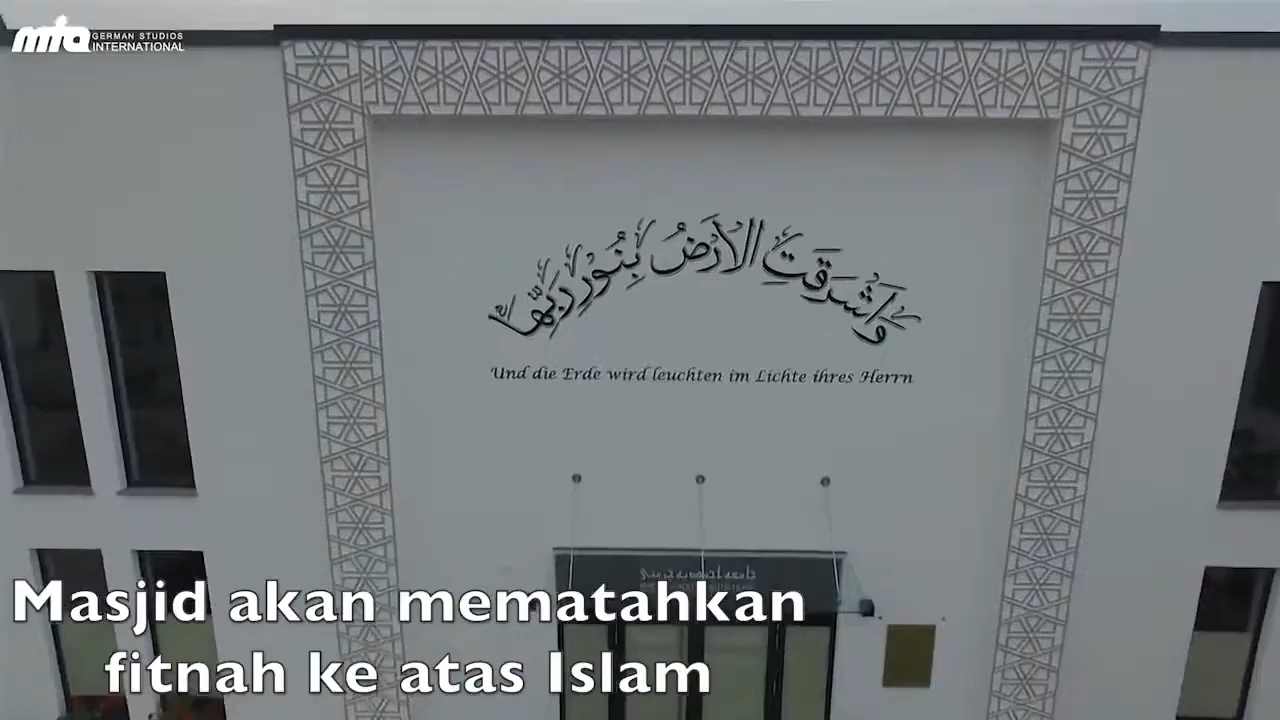 mta GERMAN STUDIOS
INTERNATIONAL
وَأَشْرَقَتِ الْأَرْضُ بِنُورِ رَبِّهَا
Und die Erde wird leuchten im Lichte ihres Herrn
Masjid akan mematahkan
fitnah ke atas Islam